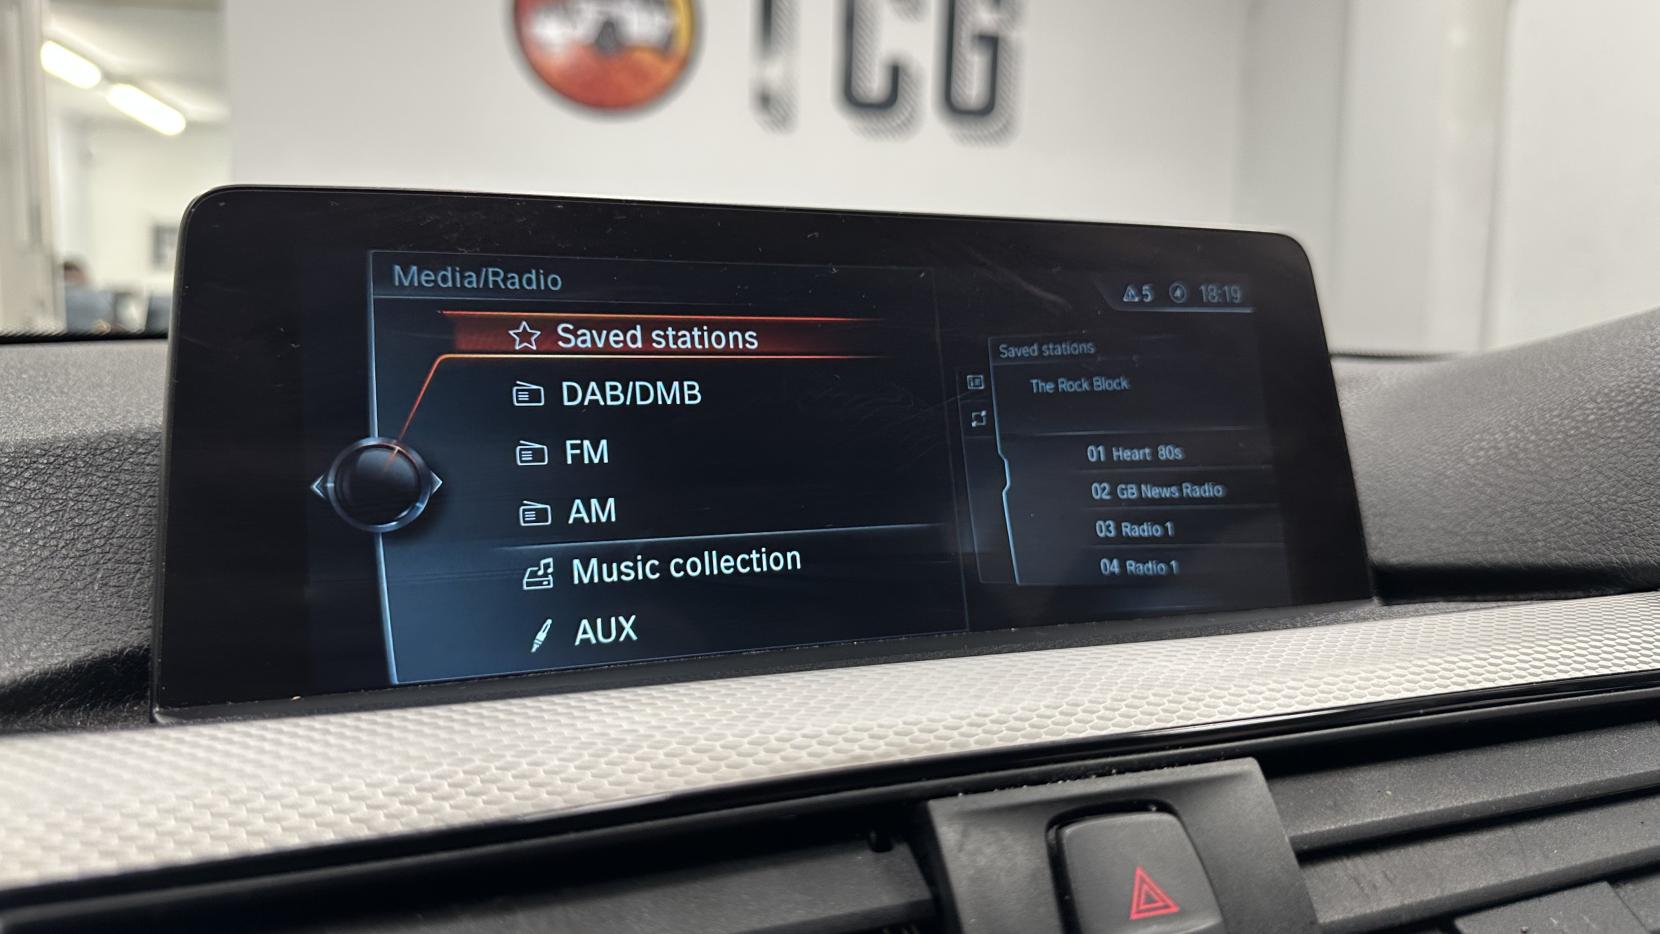 TCG
Media/Radio
Saved stations
DAB/DMB
FM
AM
Music collection
AUX
5 18:19
Saved stations
The Rock Block
01 Heart 80s
02 GB News Radio
03 Radio 1
04 Radio 1